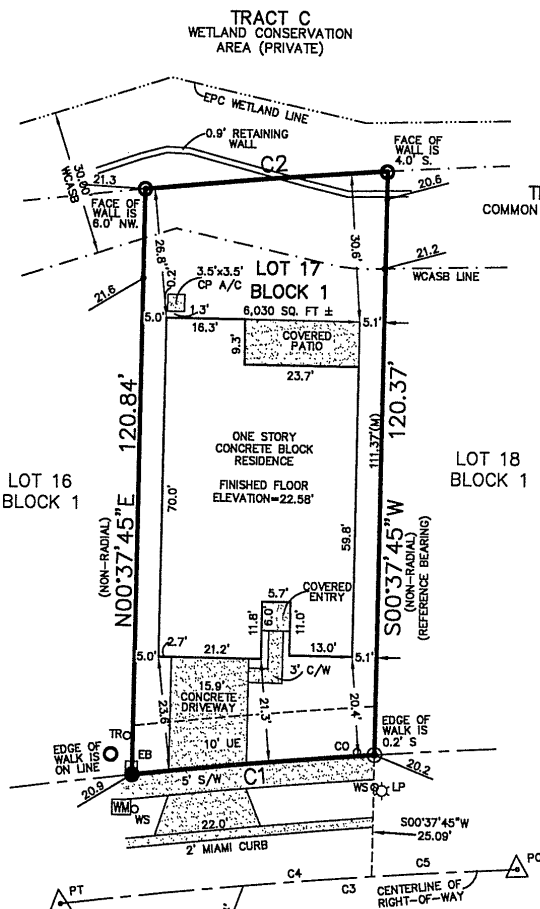 TRACT C
WETLAND CONSERVATION
AREA (PRIVATE)
EPC WETLAND LINE
0.9' RETAINING
WALL
C2
FACE OF
WALL IS
4.0' S.
30.00'
WCASB
21.3
20.6
FACE OF
WALL IS
6.0' NW.
COMMON
26.8'
30.6'
21.2
WCASB LINE
0.2'
3.5'x3.5'
CP A/C
LOT 17
BLOCK 1
6,030 SQ. FT ±
21.6
5.0'
1.3'
16.3'
5.1'
COVERED
PATIO
9.3'
23.7'
N00°37'45"E 120.84'
(NON-RADIAL)
S00°37'45"W 120.37'
(NON-RADIAL)
(REFERENCE BEARING)
111.37'(M)
ONE STORY
CONCRETE BLOCK
RESIDENCE
FINISHED FLOOR
ELEVATION=22.58'
LOT 16
BLOCK 1
LOT 18
BLOCK 1
70.0'
59.8'
5.7'
COVERED
ENTRY
11.8'
6.0'
11.0'
5.0'
2.7'
21.2'
13.0'
5.1'
3' C/W
15.9'
CONCRETE
DRIVEWAY
23.6'
21.3'
20.4'
10' UE
TR
EDGE OF
WALK IS
ON LINE
EB
CO
EDGE OF
WALK IS
0.2' S
20.9
5' S/W
C1
20.2
WS
LP
WM
WS
22.0'
2' MIAMI CURB
S00°37'45"W
25.09'
PT
C4
C3
C5
CENTERLINE OF
RIGHT-OF-WAY